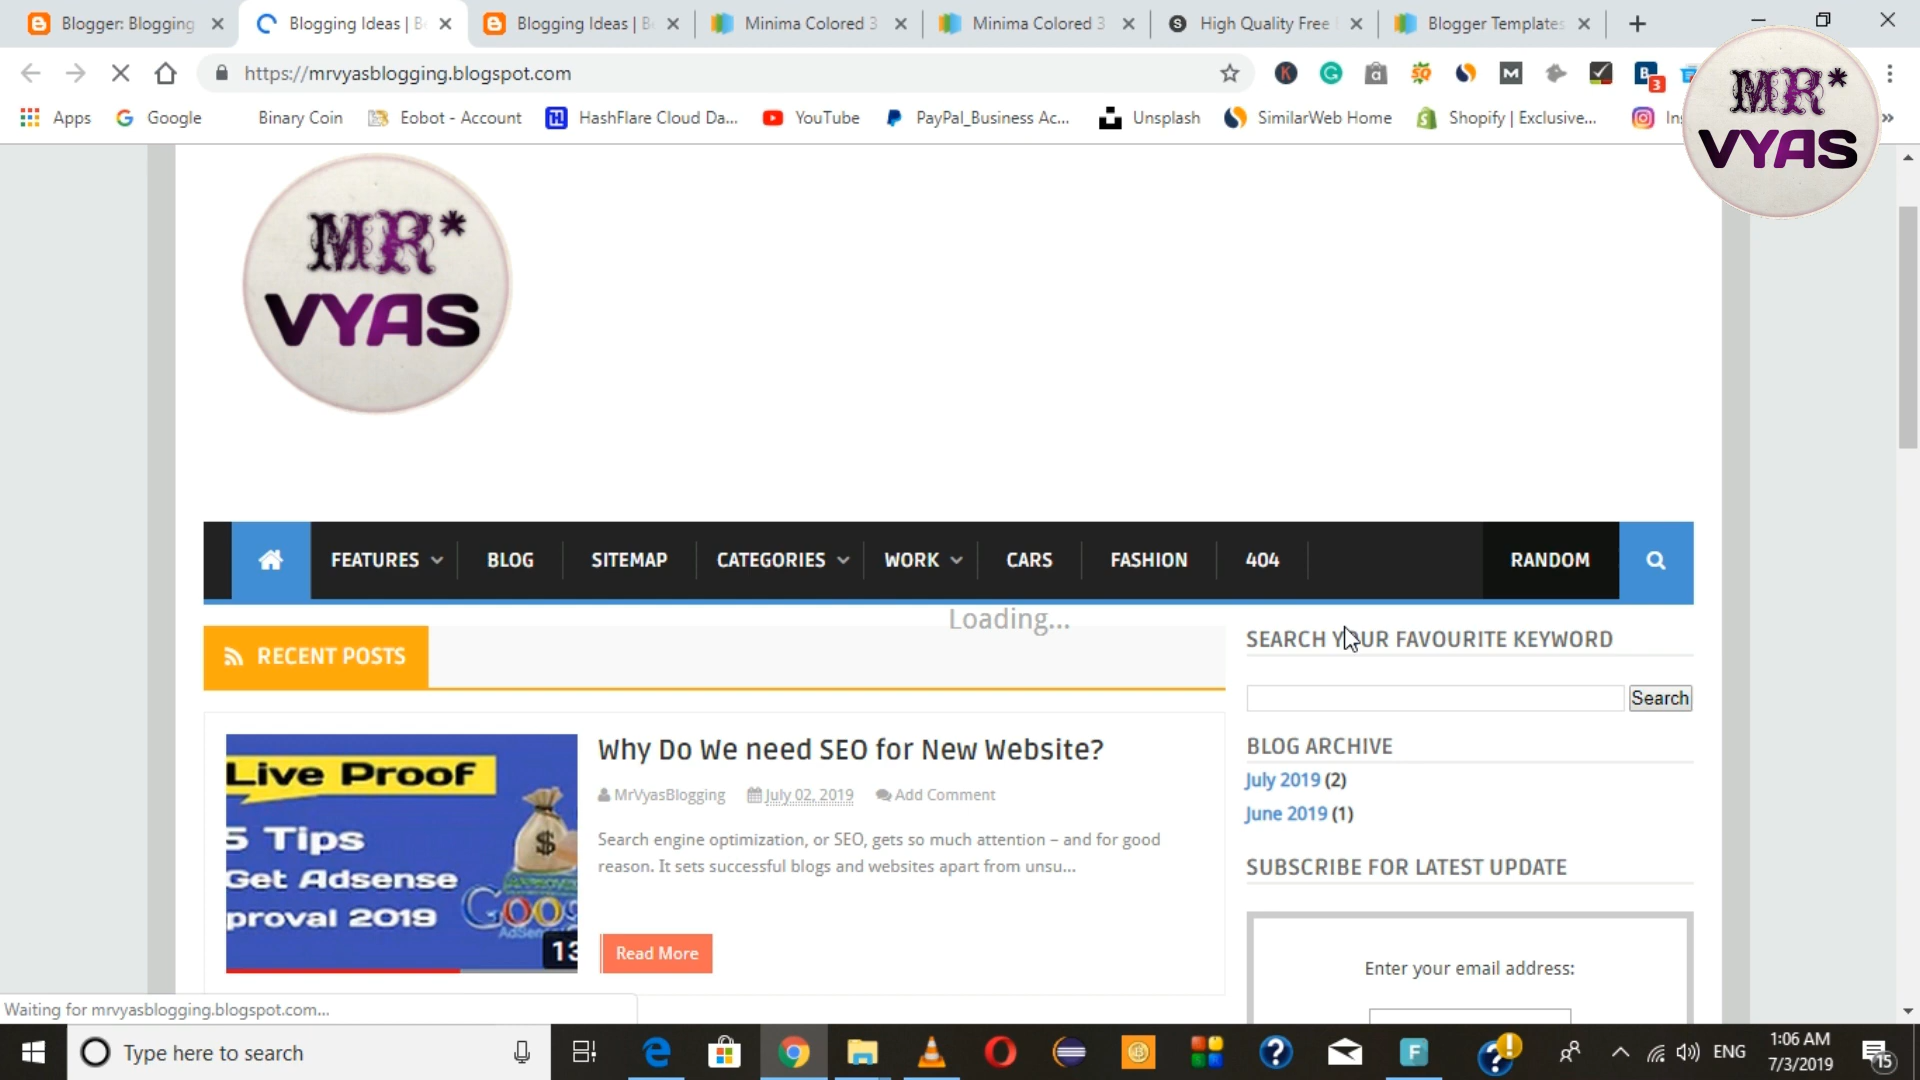 Blogger: Blogging
Blogging Ideas | B
Blogging Ideas | B
Minima Colored 3
Minima Colored 3
High Quality Free
Blogger Templates
https://mrvyasblogging.blogspot.com
3
Apps
Google
Binary Coin
Eobot - Account
HashFlare Cloud Da...
YouTube
PayPal_Business Ac...
Unsplash
SimilarWeb Home
Shopify | Exclusive...
MR*
VYAS
MR*
VYAS
FEATURES
BLOG
SITEMAP
CATEGORIES
WORK
CARS
FASHION
404
RANDOM
Loading...
RECENT POSTS
Live Proof
5 Tips
Get Adsense
proval 2019
13
Why Do We need SEO for New Website?
MrVyasBlogging
July 02, 2019
Add Comment
Search engine optimization, or SEO, gets so much attention – and for good
reason. It sets successful blogs and websites apart from unsu...
Read More
SEARCH YOUR FAVOURITE KEYWORD
Search
BLOG ARCHIVE
July 2019 (2)
June 2019 (1)
SUBSCRIBE FOR LATEST UPDATE
Enter your email address:
Waiting for mrvyasblogging.blogspot.com...
Type here to search
ENG
1:06 AM
7/3/2019
15